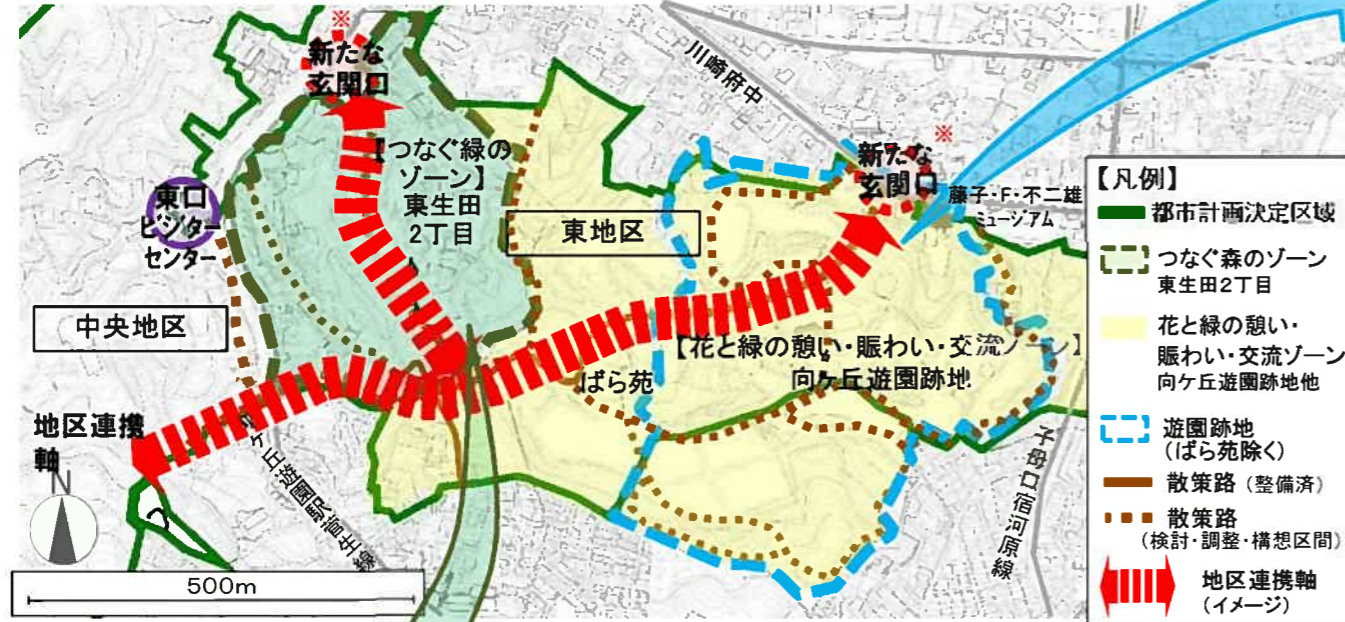 ※
新たな
玄関口
川崎府中
【つなぐ緑の
ゾーン】
東生田
2丁目
東口
ビジター
センター
※
新たな
玄関口
藤子・F・不二雄
ミュージアム
東地区
中央地区
【花と緑の憩い・賑わい・交流ゾーン】
向ケ丘遊園跡地
ばら苑
地区連携
軸
ケ丘遊園駅菅生線
子母口宿河原線
N
500m
【凡例】
都市計画決定区域
つなぐ森のゾーン
東生田2丁目
花と緑の憩い・
賑わい・交流ゾーン
向ケ丘遊園跡地他
遊園跡地
(ばら苑除く)
散策路 (整備済)
散策路
(検討・調整・構想区間)
地区連携軸
(イメージ)